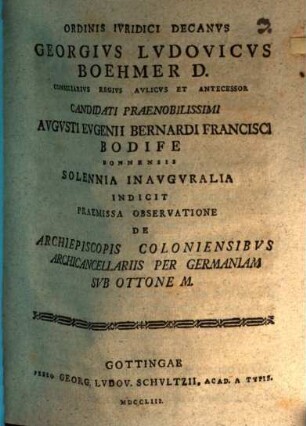 ORDINIS IVRIDICI DECANVS
GEORGIVS LVDOVICVS
BOEHMER D.
CONSILIARIVS REGIVS AVLICVS ET ANTECESSOR
CANDIDATI PRAENOBILISSIMI
AVGVSTI EVGENII BERNARDI FRANCISCI
BODIFE
BONNENSIS
SOLENNIA INAVGVRALIA
INDICIT
PRAEMISSA OBSERVATIONE
DE
ARCHIEPISCOPIS COLONIENSIBVS
ARCHICANCELLARIIS PER GERMANIAM
SVB OTTONE M.
GOTTINGAE
PRELO GEORG. LVDOV. SCHVLTZII, ACAD. A TYPIS.
MDCCLIII.